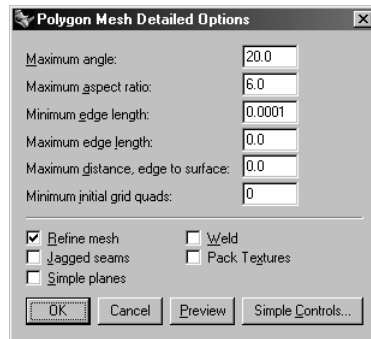 Polygon Mesh Detailed Options
Maximum angle: 20.0
Maximum aspect ratio: 6.0
Minimum edge length: 0.0001
Maximum edge length: 0.0
Maximum distance, edge to surface: 0.0
Minimum initial grid quads: 0
Refine mesh Weld
Jagged seams Pack Textures
Simple planes
OK Cancel Preview Simple Controls...